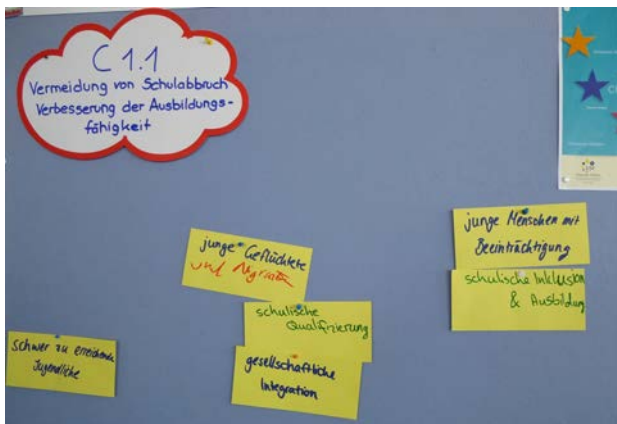 C 1.1
Vermeidung von Schulabbruch
Verbesserung der Ausbildungs-
fähigkeit
junge Geflüchtete
und
schulische
Qualifizierung
gesellschaftliche
Integration
junge Menschen mit
Beeinträchtigung
schulische Inklusion
& Ausbildung
schwer zu erreichende
Jugendliche